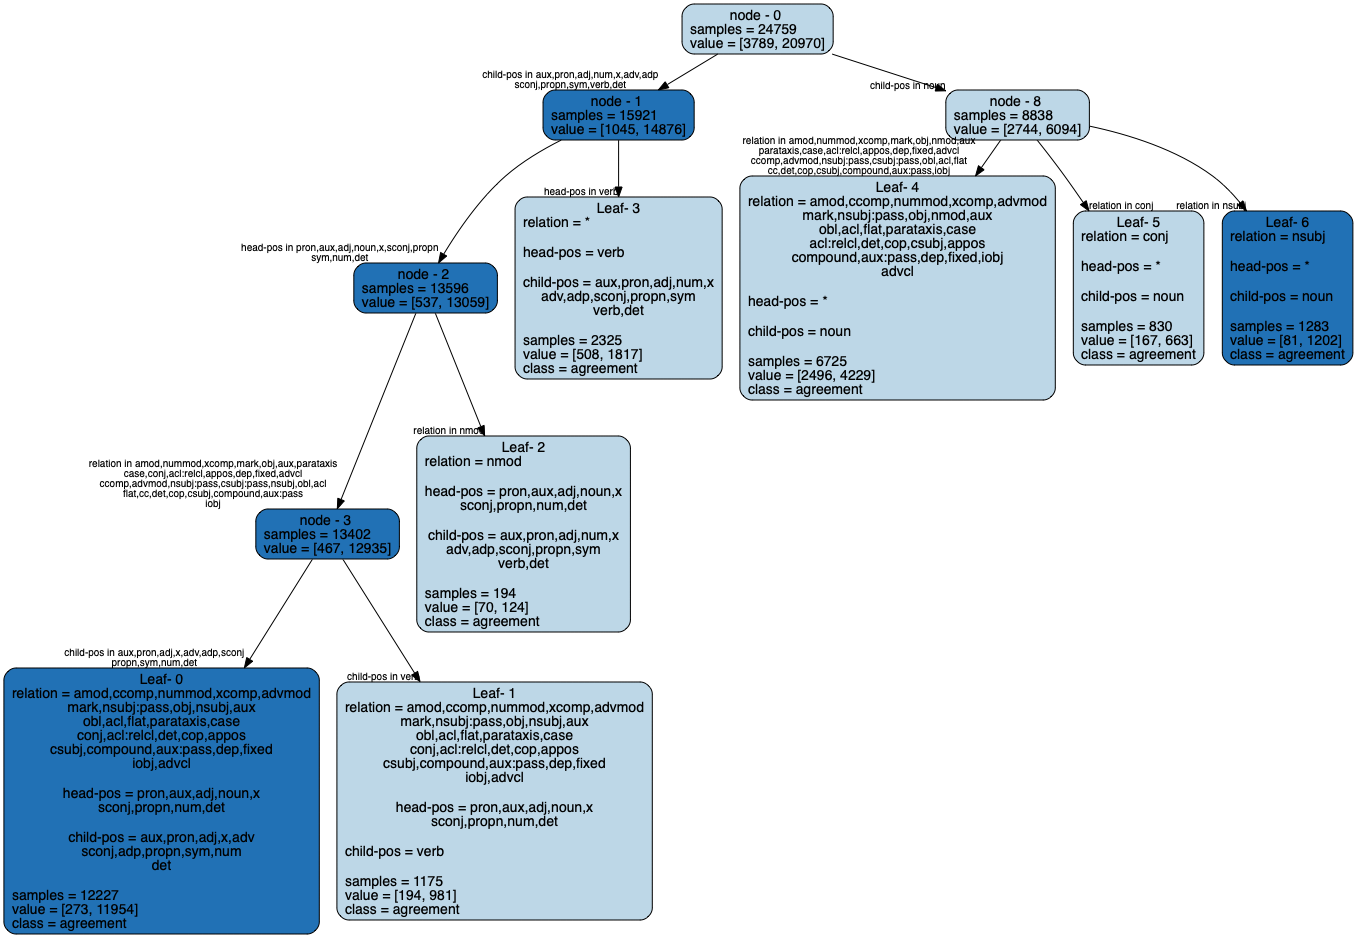 node - 0
samples = 24759
value = [3789, 20970]
child-pos in aux,pron,adj,num,x,adv,adp
sconj,propn,sym,verb,det
child-pos in noun
node - 1
samples = 15921
value = [1045, 14876]
node - 8
samples = 8838
value = [2744, 6094]
head-pos in pron,aux,adj,noun,x,sconj,propn
sym,num,det
head-pos in verb
relation in amod,nummod,xcomp,mark,obj,nmod,aux
parataxis,case,acl:relcl,appos,dep,fixed,advcl
ccomp,advmod,nsubj:pass,csubj:pass,obl,acl,flat
cc,det,cop,csubj,compound,aux:pass,iobj
relation in conj
relation in nsubj
node - 2
samples = 13596
value = [537, 13059]
Leaf- 3
relation = *
head-pos = verb
child-pos = aux,pron,adj,num,x
adv,adp,sconj,propn,sym
verb,det
samples = 2325
value = [508, 1817]
class = agreement
Leaf- 4
relation = amod,ccomp,nummod,xcomp,advmod
mark,nsubj:pass,obj,nmod,aux
obl,acl,flat,parataxis,case
acl:relcl,det,cop,csubj,appos
compound,aux:pass,dep,fixed,iobj
advcl
head-pos = *
child-pos = noun
samples = 6725
value = [2496, 4229]
class = agreement
Leaf- 5
relation = conj
head-pos = *
child-pos = noun
samples = 830
value = [167, 663]
class = agreement
Leaf- 6
relation = nsubj
head-pos = *
child-pos = noun
samples = 1283
value = [81, 1202]
class = agreement
relation in amod,nummod,xcomp,mark,obj,aux,parataxis
case,conj,acl:relcl,appos,dep,fixed,advcl
ccomp,advmod,nsubj:pass,csubj:pass,nsubj,obl,acl
flat,cc,det,cop,csubj,compound,aux:pass
iobj
relation in nmod
node - 3
samples = 13402
value = [467, 12935]
Leaf- 2
relation = nmod
head-pos = pron,aux,adj,noun,x
sconj,propn,num,det
child-pos = aux,pron,adj,num,x
adv,adp,sconj,propn,sym
verb,det
samples = 194
value = [70, 124]
class = agreement
child-pos in aux,pron,adj,x,adv,adp,sconj
propn,sym,num,det
child-pos in verb
Leaf- 0
relation = amod,ccomp,nummod,xcomp,advmod
mark,nsubj:pass,obj,nsubj,aux
obl,acl,flat,parataxis,case
conj,acl:relcl,det,cop,appos
csubj,compound,aux:pass,dep,fixed
iobj,advcl
head-pos = pron,aux,adj,noun,x
sconj,propn,num,det
child-pos = aux,pron,adj,x,adv
sconj,adp,propn,sym,num
det
samples = 12227
value = [273, 11954]
class = agreement
Leaf- 1
relation = amod,ccomp,nummod,xcomp,advmod
mark,nsubj:pass,obj,nsubj,aux
obl,acl,flat,parataxis,case
conj,acl:relcl,det,cop,appos
csubj,compound,aux:pass,dep,fixed
iobj,advcl
head-pos = pron,aux,adj,noun,x
sconj,propn,num,det
child-pos = verb
samples = 1175
value = [194, 981]
class = agreement